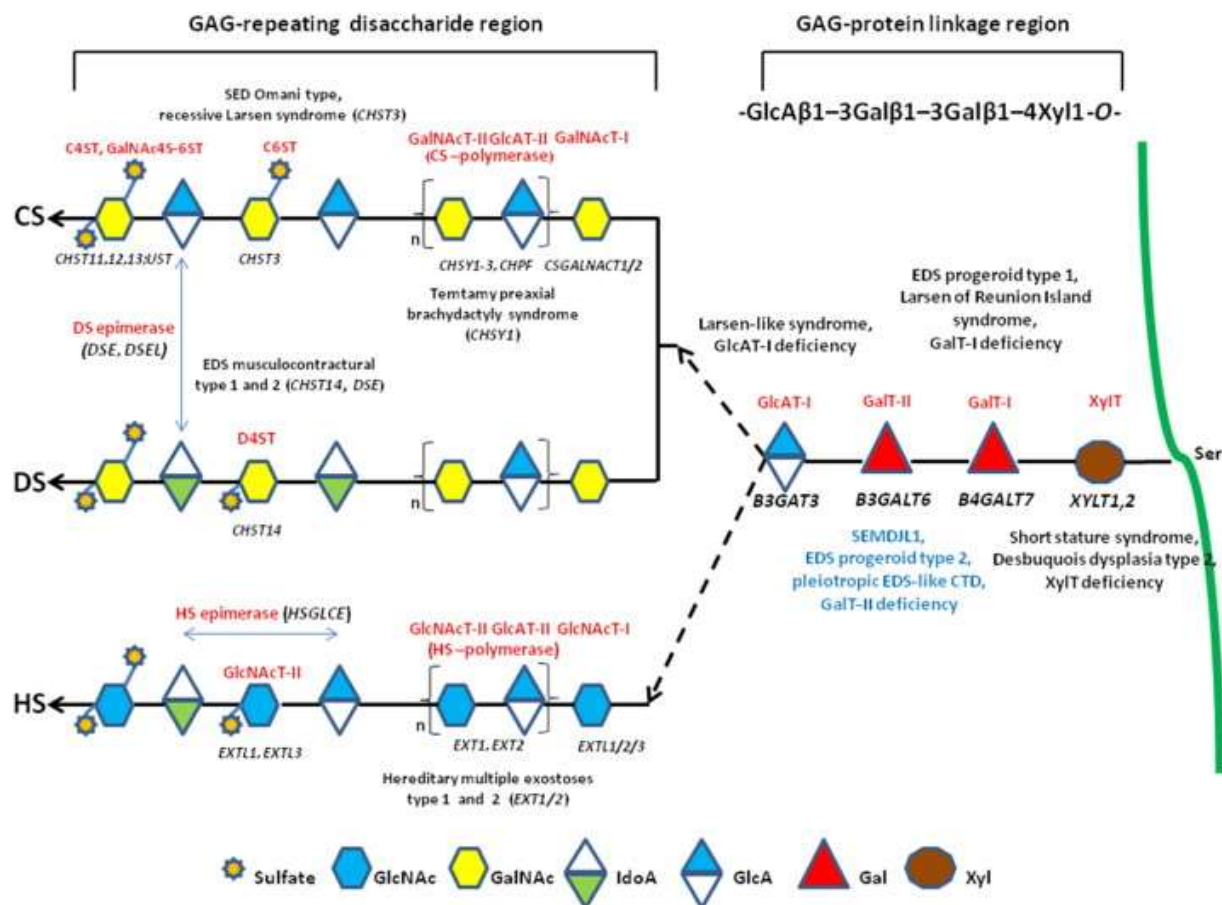 GAG-repeating disaccharide region
GAG-protein linkage region
SED Omani type,
recessive Larsen syndrome (CHST3)
-GlcAβ1–3Galβ1–3Galβ1–4Xyl1-O-
C4ST, GalNAc4S-6ST
C6ST
GalNAcT-II GlcAT-II GalNAcT-I
(CS–polymerase)
CS
n
CHST11,12,13;UST
CHST3
CHSY1-3, CHPF
CSGALNACT1/2
Temtamy preaxial
brachydactyly syndrome
(CHSY1)
DS epimerase
(DSE, DSEL)
EDS musculocontractural
type 1 and 2 (CHST14, DSE)
Larsen-like syndrome,
GlcAT-I deficiency
EDS progeroid type 1,
Larsen of Reunion Island
syndrome,
GalT-I deficiency
GlcAT-I
GalT-II
GalT-I
XylT
Ser
B3GAT3
B3GALT6
B4GALT7
XYLT1,2
SEMDJL1,
EDS progeroid type 2,
pleiotropic EDS-like CTD,
GalT-II deficiency
Short stature syndrome,
Desbuquois dysplasia type 2,
XylT deficiency
D4ST
DS
n
CHST14
HS epimerase (HSGLCE)
GlcNAcT-II GlcAT-II GlcNAcT-I
(HS–polymerase)
GlcNAcT-II
HS
n
EXTL1, EXTL3
EXT1, EXT2
EXTL1/2/3
Hereditary multiple exostoses
type 1 and 2 (EXT1/2)
Sulfate
GlcNAc
GalNAc
IdoA
GlcA
Gal
Xyl